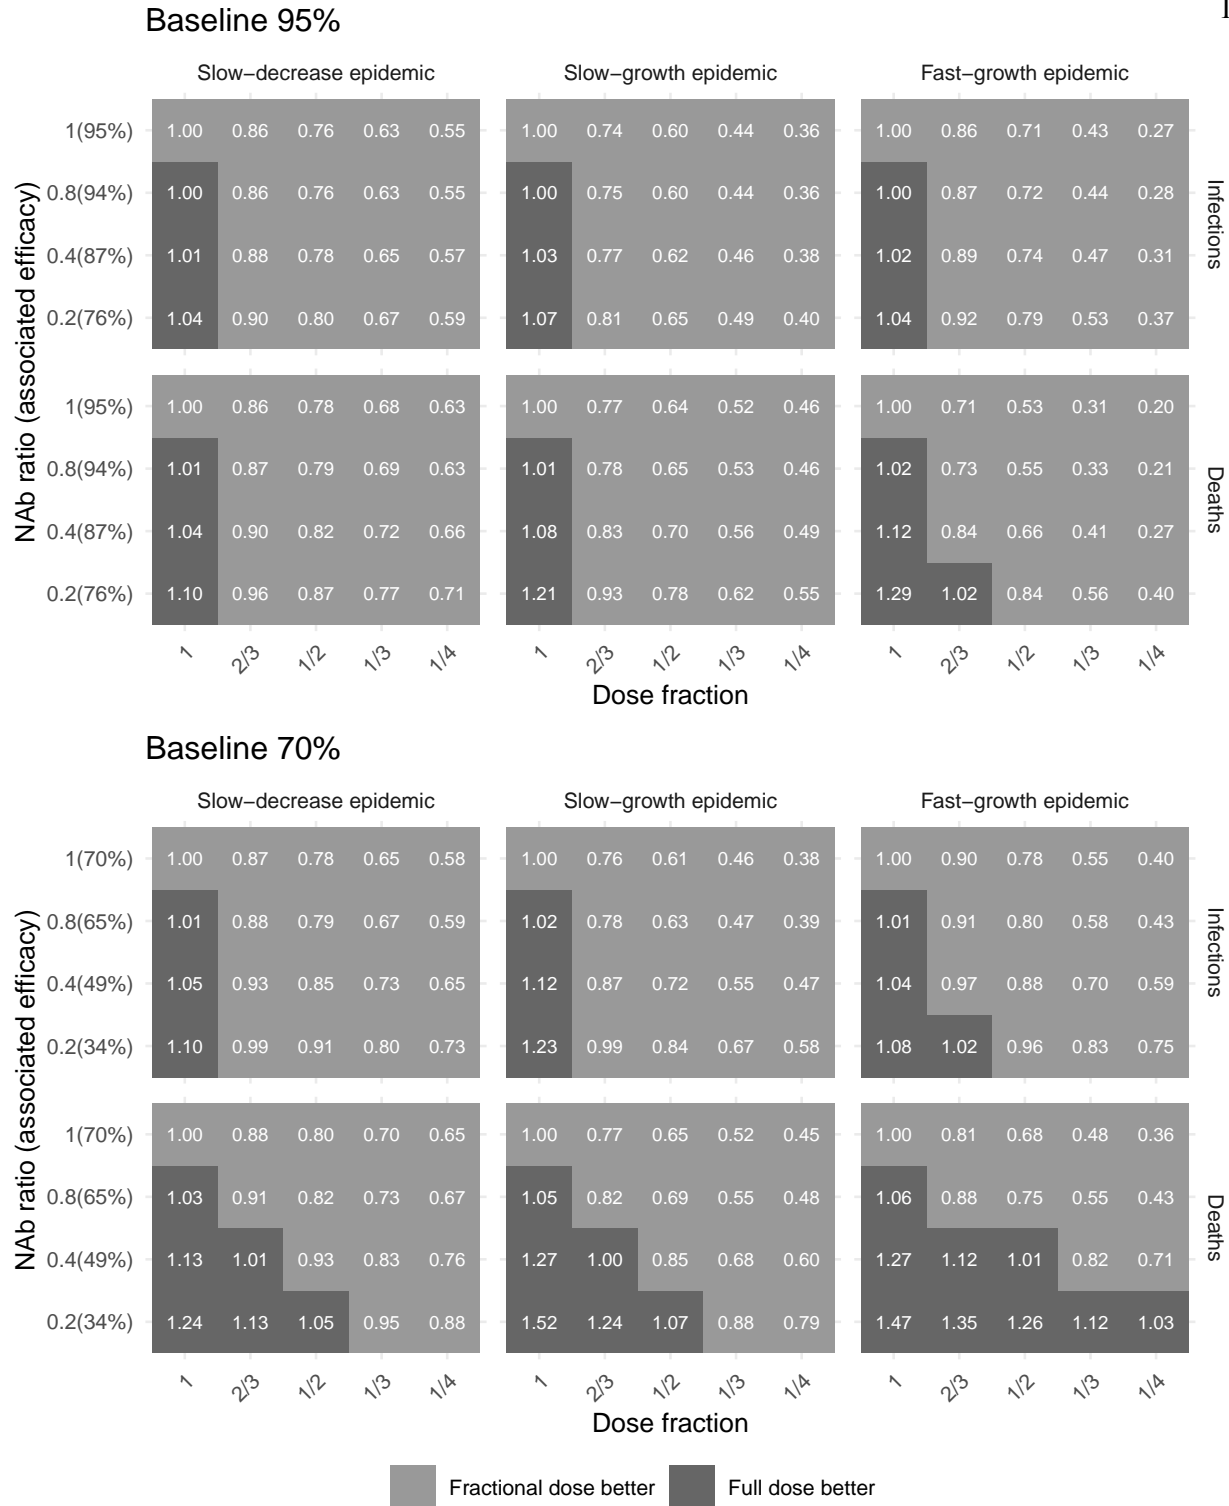 Baseline 95%
Slow−decrease epidemic Slow−growth epidemic Fast−growth epidemic
NAb ratio (associated efficacy)
1(95%) 1.00 0.86 0.76 0.63 0.55 1.00 0.74 0.60 0.44 0.36 1.00 0.86 0.71 0.43 0.27
0.8(94%) 1.00 0.86 0.76 0.63 0.55 1.00 0.75 0.60 0.44 0.36 1.00 0.87 0.72 0.44 0.28
0.4(87%) 1.01 0.88 0.78 0.65 0.57 1.03 0.77 0.62 0.46 0.38 1.02 0.89 0.74 0.47 0.31
0.2(76%) 1.04 0.90 0.80 0.67 0.59 1.07 0.81 0.65 0.49 0.40 1.04 0.92 0.79 0.53 0.37
Infections
1(95%) 1.00 0.86 0.78 0.68 0.63 1.00 0.77 0.64 0.52 0.46 1.00 0.71 0.53 0.31 0.20
0.8(94%) 1.01 0.87 0.79 0.69 0.63 1.01 0.78 0.65 0.53 0.46 1.02 0.73 0.55 0.33 0.21
0.4(87%) 1.04 0.90 0.82 0.72 0.66 1.08 0.83 0.70 0.56 0.49 1.12 0.84 0.66 0.41 0.27
0.2(76%) 1.10 0.96 0.87 0.77 0.71 1.21 0.93 0.78 0.62 0.55 1.29 1.02 0.84 0.56 0.40
Deaths
1 2/3 1/2 1/3 1/4 1 2/3 1/2 1/3 1/4 1 2/3 1/2 1/3 1/4
Dose fraction
Baseline 70%
Slow−decrease epidemic Slow−growth epidemic Fast−growth epidemic
NAb ratio (associated efficacy)
1(70%) 1.00 0.87 0.78 0.65 0.58 1.00 0.76 0.61 0.46 0.38 1.00 0.90 0.78 0.55 0.40
0.8(65%) 1.01 0.88 0.79 0.67 0.59 1.02 0.78 0.63 0.47 0.39 1.01 0.91 0.80 0.58 0.43
0.4(49%) 1.05 0.93 0.85 0.73 0.65 1.12 0.87 0.72 0.55 0.47 1.04 0.97 0.88 0.70 0.59
0.2(34%) 1.10 0.99 0.91 0.80 0.73 1.23 0.99 0.84 0.67 0.58 1.08 1.02 0.96 0.83 0.75
Infections
1(70%) 1.00 0.88 0.80 0.70 0.65 1.00 0.77 0.65 0.52 0.45 1.00 0.81 0.68 0.48 0.36
0.8(65%) 1.03 0.91 0.82 0.73 0.67 1.05 0.82 0.69 0.55 0.48 1.06 0.88 0.75 0.55 0.43
0.4(49%) 1.13 1.01 0.93 0.83 0.76 1.27 1.00 0.85 0.68 0.60 1.27 1.12 1.01 0.82 0.71
0.2(34%) 1.24 1.13 1.05 0.95 0.88 1.52 1.24 1.07 0.88 0.79 1.47 1.35 1.26 1.12 1.03
Deaths
1 2/3 1/2 1/3 1/4 1 2/3 1/2 1/3 1/4 1 2/3 1/2 1/3 1/4
Dose fraction
Fractional dose better Full dose better